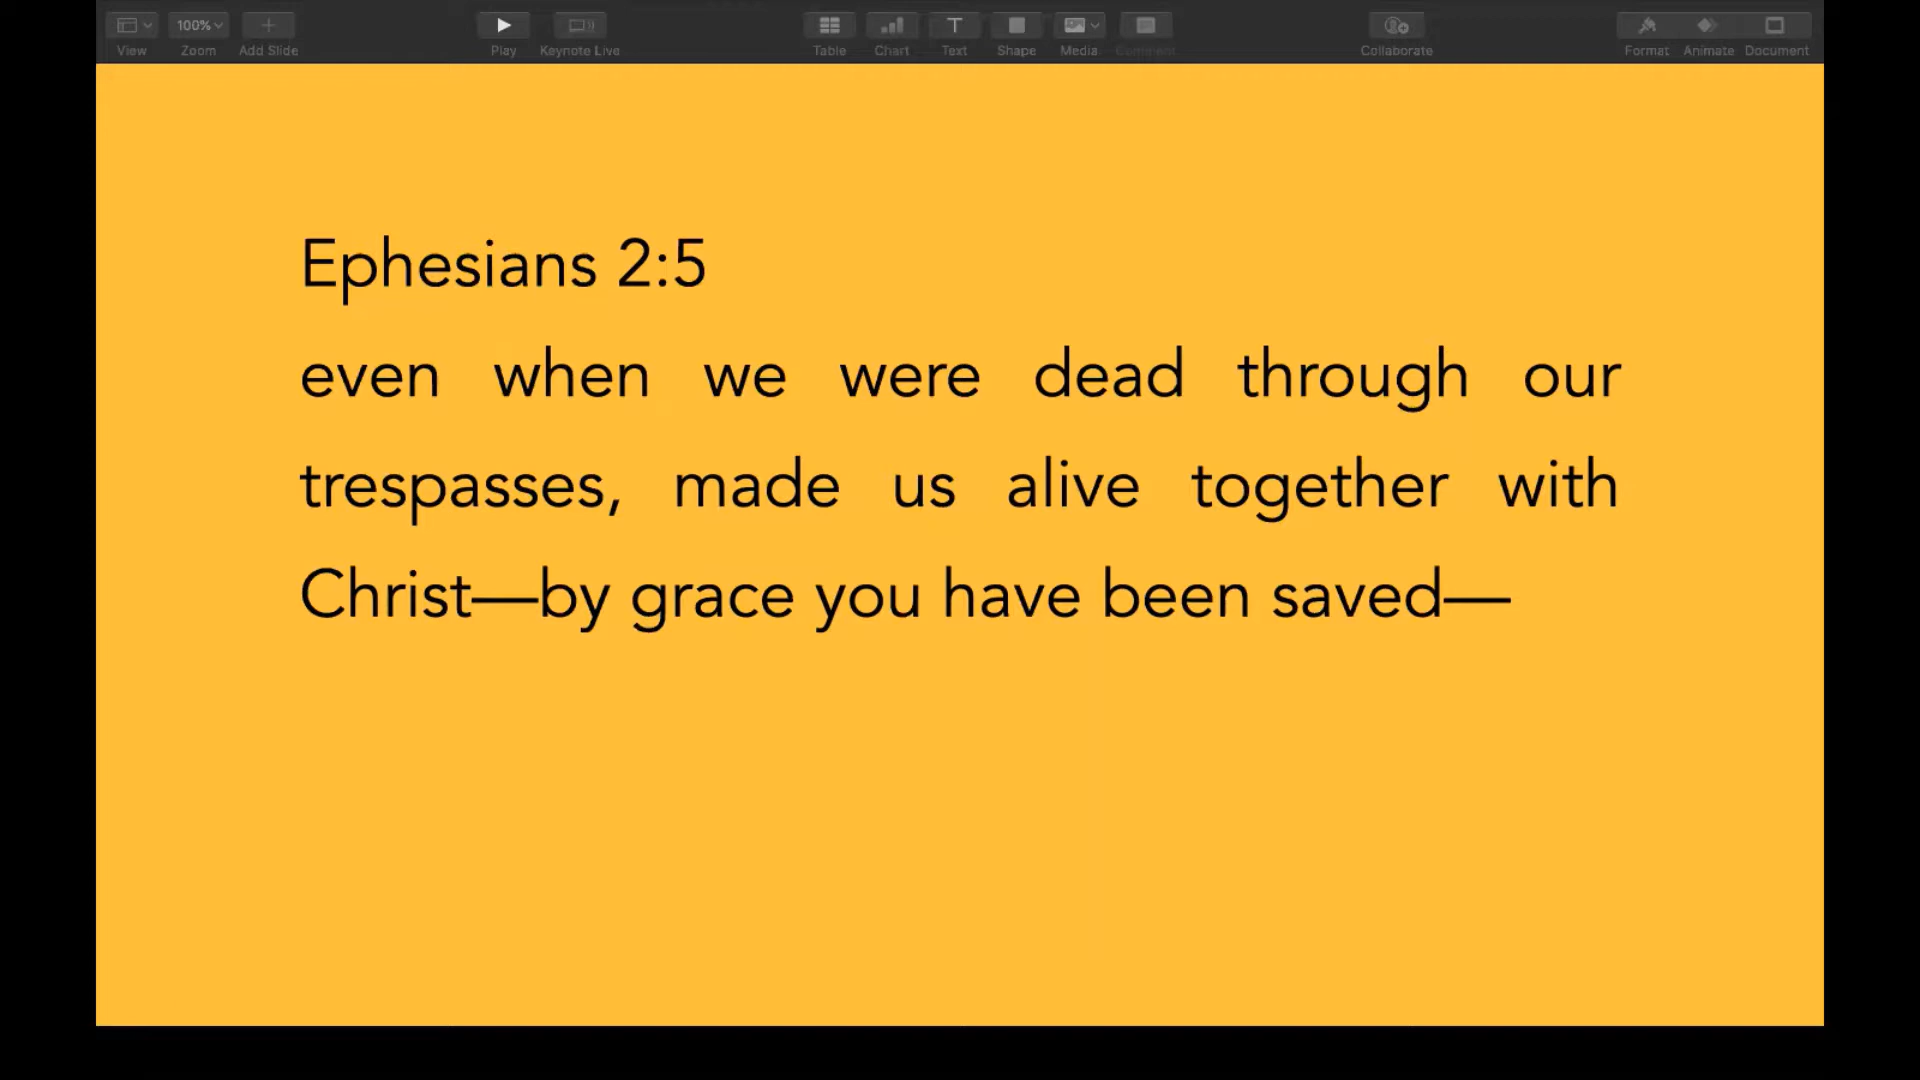 100%
View Zoom Add Slide Play Keynote Live Table Chart Text Shape Media Comment Collaborate Format Animate Document
Ephesians 2:5
even when we were dead through our
trespasses, made us alive together with
Christ—by grace you have been saved—